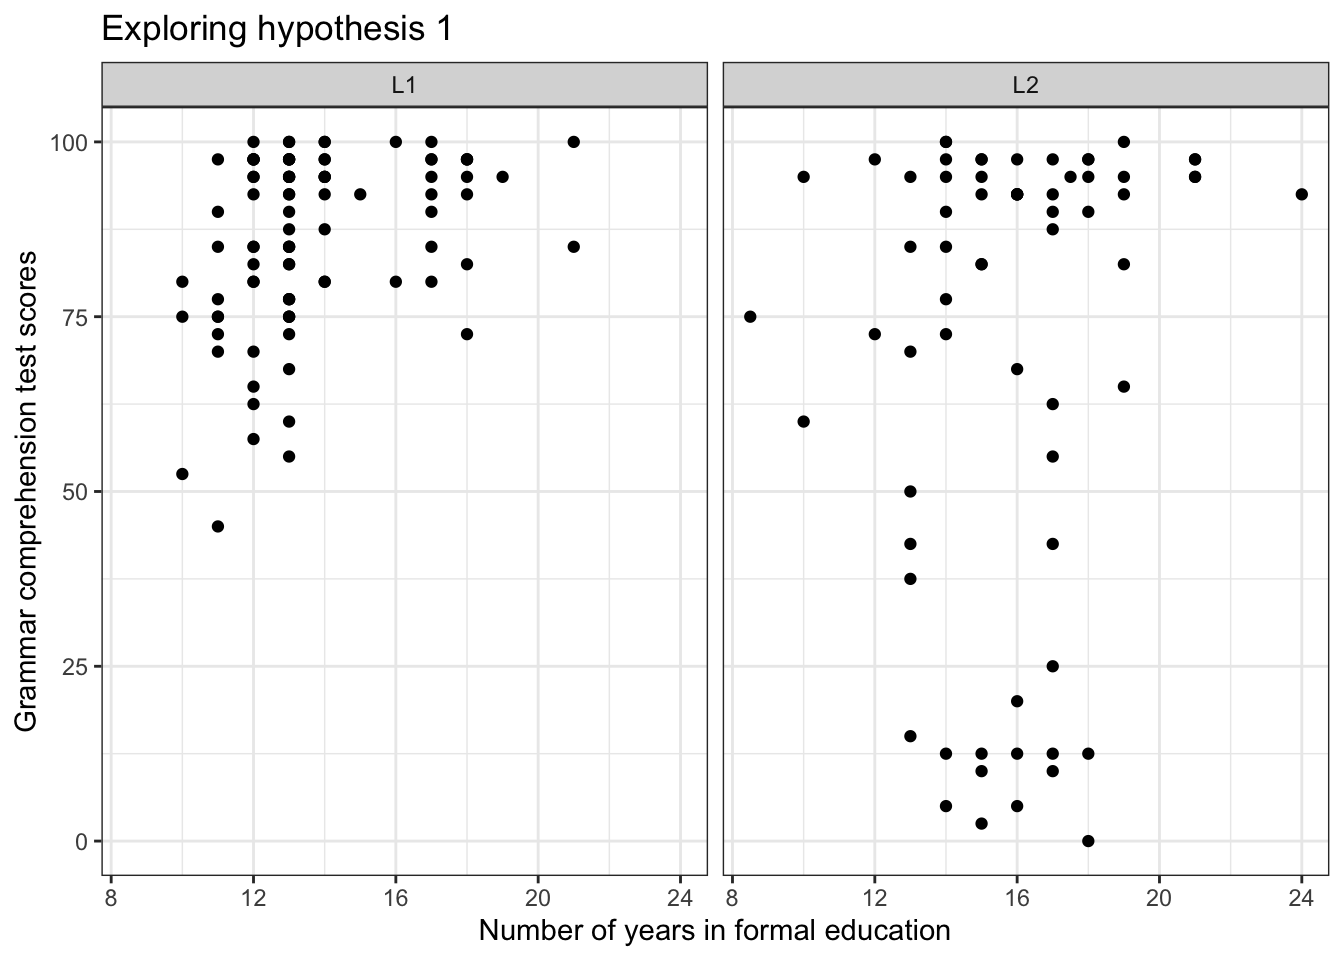 Exploring hypothesis 1
L1 L2
100
75
50
25
0
Grammar comprehension test scores
8 12 16 20 24 8 12 16 20 24
Number of years in formal education